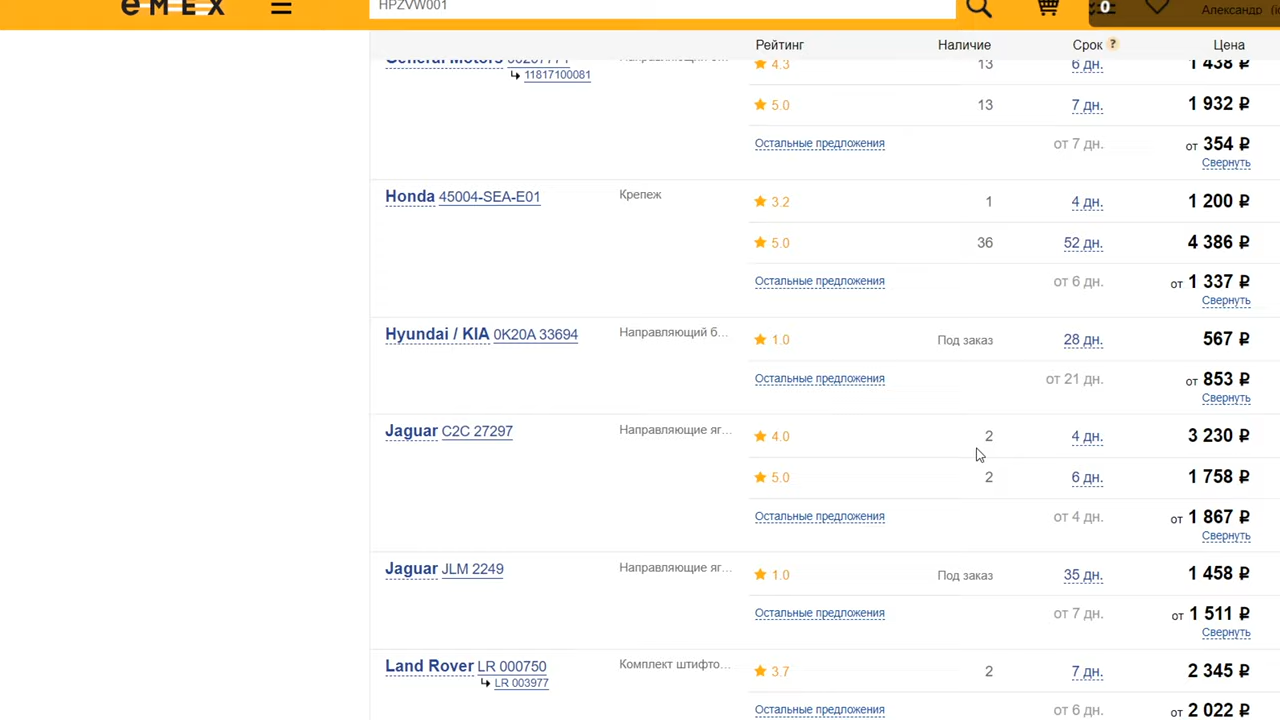 emex HPZVW001 0 Александр
Рейтинг Наличие Срок ? Цена
General Motors Направляющий 4.3 13 6 дн. 1 438 ₽
↳ 11817100081
5.0 13 7 дн. 1 932 ₽
Остальные предложения от 7 дн. от 354 ₽
Свернуть
Honda 45004-SEA-E01 Крепеж 3.2 1 4 дн. 1 200 ₽
5.0 36 52 дн. 4 386 ₽
Остальные предложения от 6 дн. от 1 337 ₽
Свернуть
Hyundai / KIA 0K20A 33694 Направляющий б... 1.0 Под заказ 28 дн. 567 ₽
Остальные предложения от 21 дн. от 853 ₽
Свернуть
Jaguar C2C 27297 Направляющие яг... 4.0 2 4 дн. 3 230 ₽
5.0 2 6 дн. 1 758 ₽
Остальные предложения от 4 дн. от 1 867 ₽
Свернуть
Jaguar JLM 2249 Направляющие яг... 1.0 Под заказ 35 дн. 1 458 ₽
Остальные предложения от 7 дн. от 1 511 ₽
Свернуть
Land Rover LR 000750 Комплект штифто... 3.7 2 7 дн. 2 345 ₽
↳ LR 003977
Остальные предложения от 6 дн. от 2 022 ₽